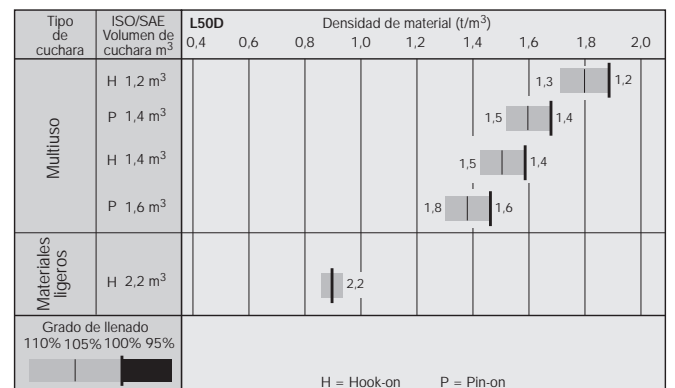 Tipo de cuchara
ISO/SAE Volumen de cuchara m³
L50D
Densidad de material (t/m³)
0,4 0,6 0,8 1,0 1,2 1,4 1,6 1,8 2,0
Multiuso
H 1,2 m³
1,3 1,2
P 1,4 m³
1,5 1,4
H 1,4 m³
1,5 1,4
P 1,6 m³
1,8 1,6
Materiales ligeros
H 2,2 m³
2,2
Grado de llenado
110% 105% 100% 95%
H = Hook-on P = Pin-on